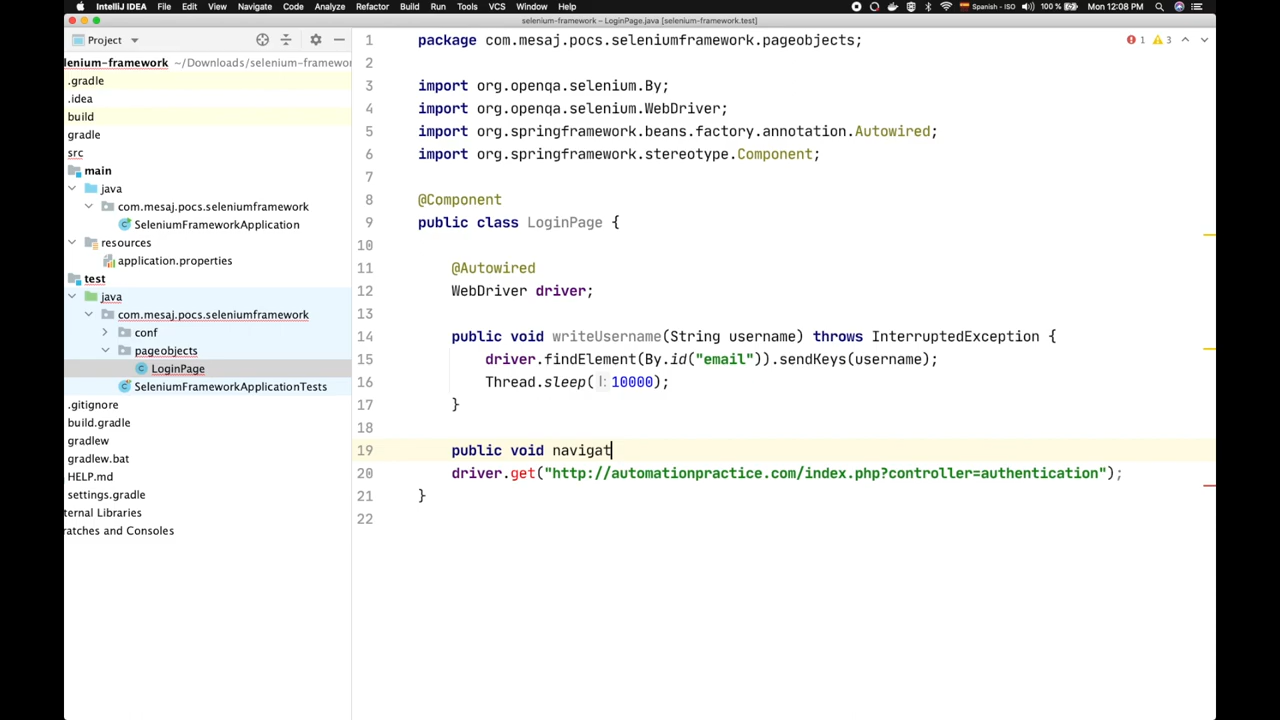 IntelliJ IDEA File Edit View Navigate Code Analyze Refactor Build Run Tools VCS Window Help Spanish - ISO 100 % Mon 12:08 PM
selenium-framework – LoginPage.java [selenium-framework.test]
Project
elenium-framework ~/Downloads/selenium-framewor
.gradle
.idea
build
gradle
src
main
java
com.mesaj.pocs.seleniumframework
SeleniumFrameworkApplication
resources
application.properties
test
java
com.mesaj.pocs.seleniumframework
conf
pageobjects
LoginPage
SeleniumFrameworkApplicationTests
.gitignore
build.gradle
gradlew
gradlew.bat
HELP.md
settings.gradle
ternal Libraries
ratches and Consoles
1 3
1 package com.mesaj.pocs.seleniumframework.pageobjects;
2
3 import org.openqa.selenium.By;
4 import org.openqa.selenium.WebDriver;
5 import org.springframework.beans.factory.annotation.Autowired;
6 import org.springframework.stereotype.Component;
7
8 @Component
9 public class LoginPage {
10
11 @Autowired
12 WebDriver driver;
13
14 public void writeUsername(String username) throws InterruptedException {
15 driver.findElement(By.id("email")).sendKeys(username);
16 Thread.sleep( l: 10000);
17 }
18
19 public void navigat
20 driver.get("http://automationpractice.com/index.php?controller=authentication");
21 }
22